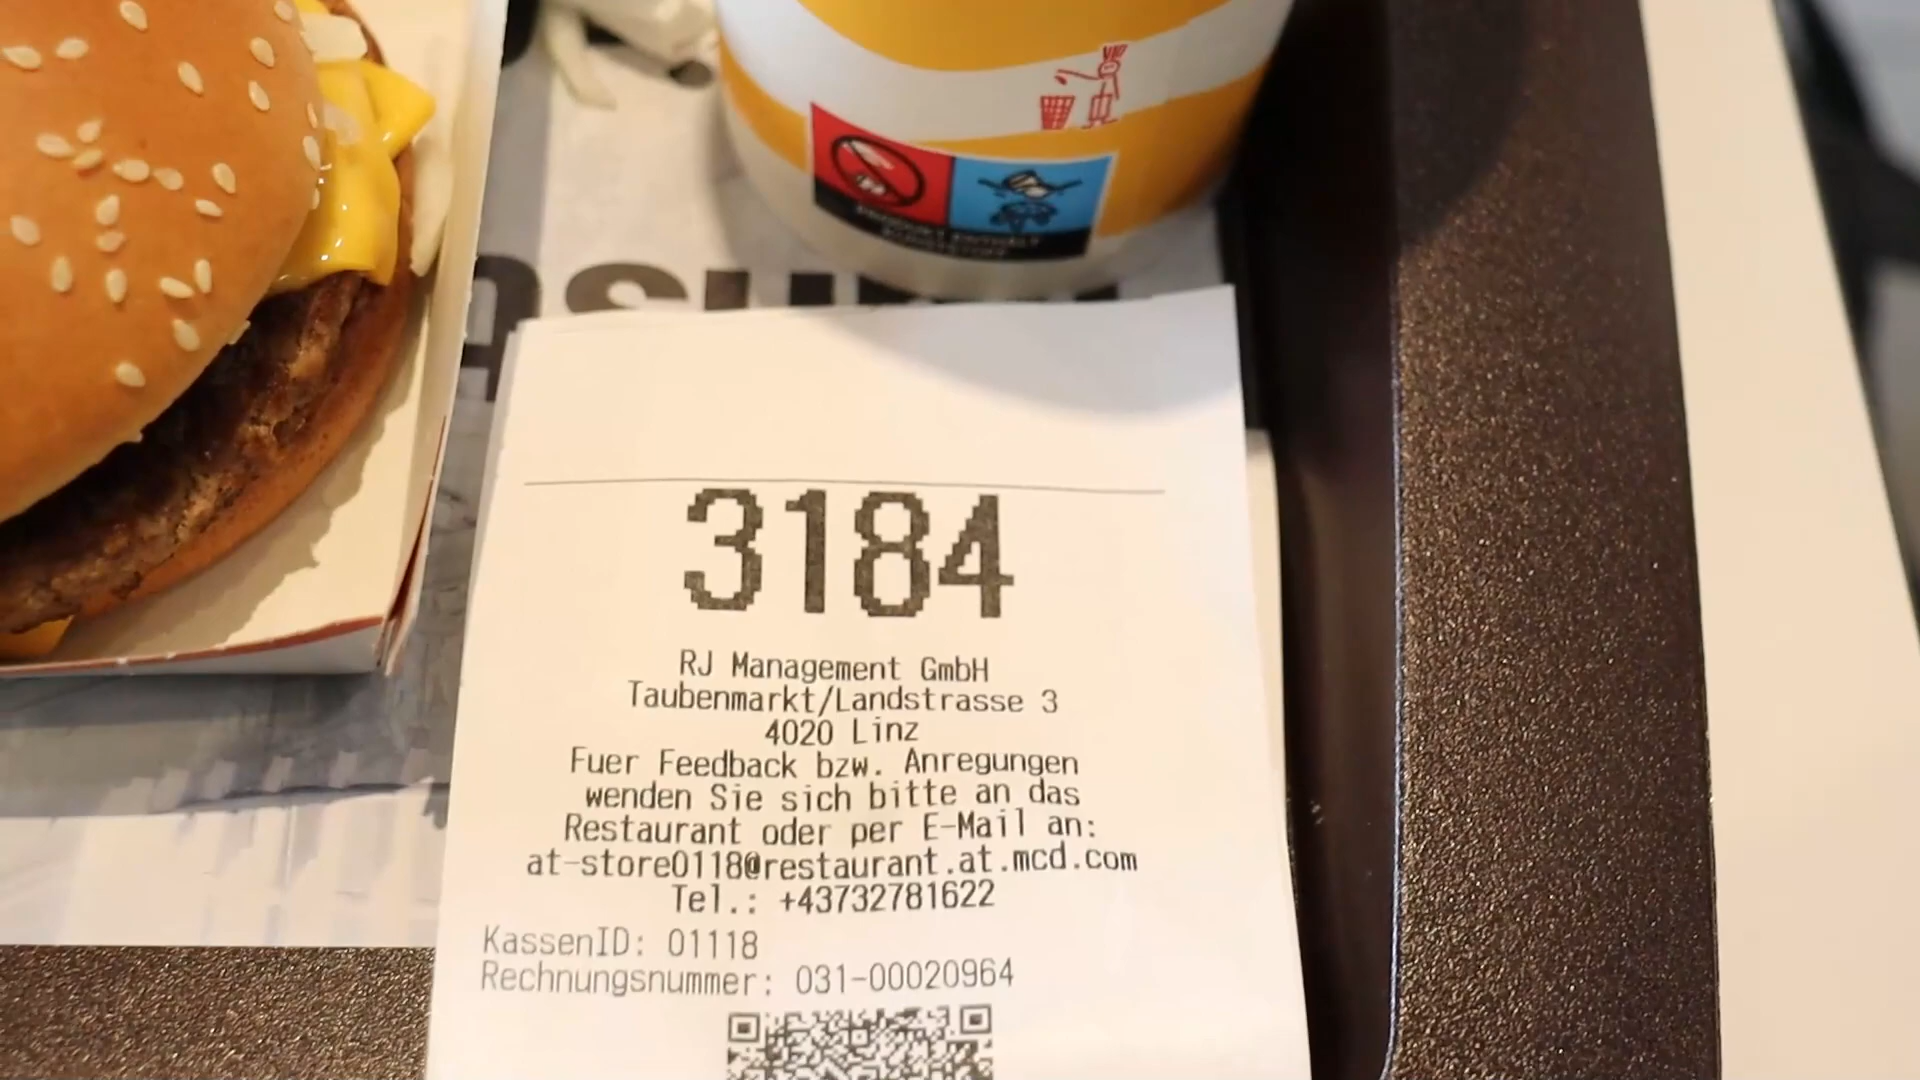 3184
RJ Management GmbH
Taubenmarkt/Landstrasse 3
4020 Linz
Fuer Feedback bzw. Anregungen
wenden Sie sich bitte an das
Restaurant oder per E-Mail an:
at-store0118@restaurant.at.mcd.com
Tel.: +43732781622
KassenID: 01118
Rechnungsnummer: 031-00020964